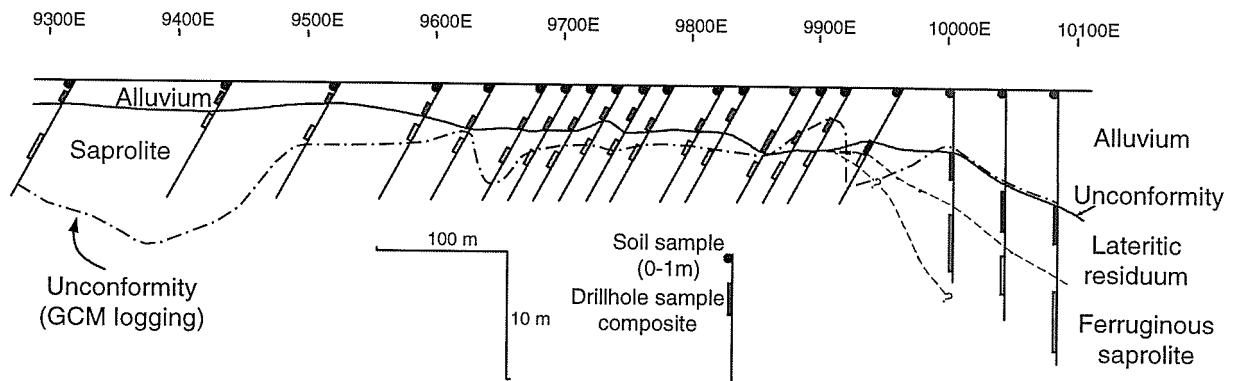 9300E 9400E 9500E 9600E 9700E 9800E 9900E 10000E 10100E
Alluvium
Saprolite
Alluvium
Unconformity
Lateritic
residuum
Ferruginous
saprolite
Unconformity
(GCM logging)
100 m
10 m
Soil sample
(0-1m)
Drillhole sample
composite
?
?